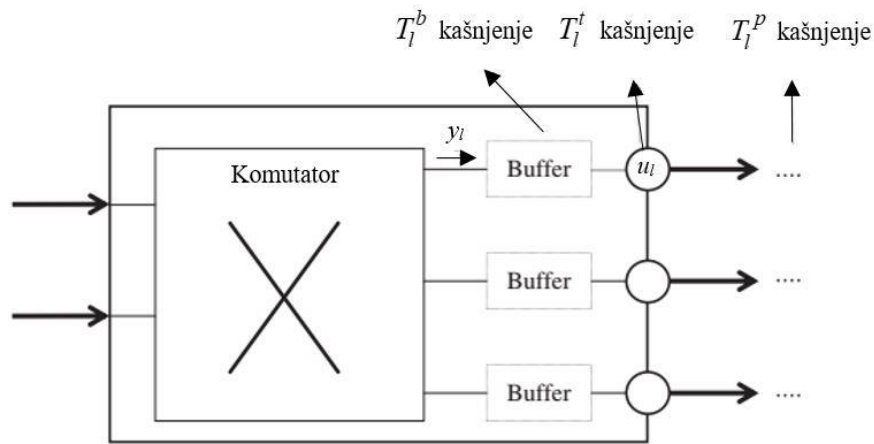 T_l^b kašnjenje T_l^t kašnjenje T_l^p kašnjenje
y_l
Komutator
Buffer
u_l
....
Buffer
....
Buffer
....